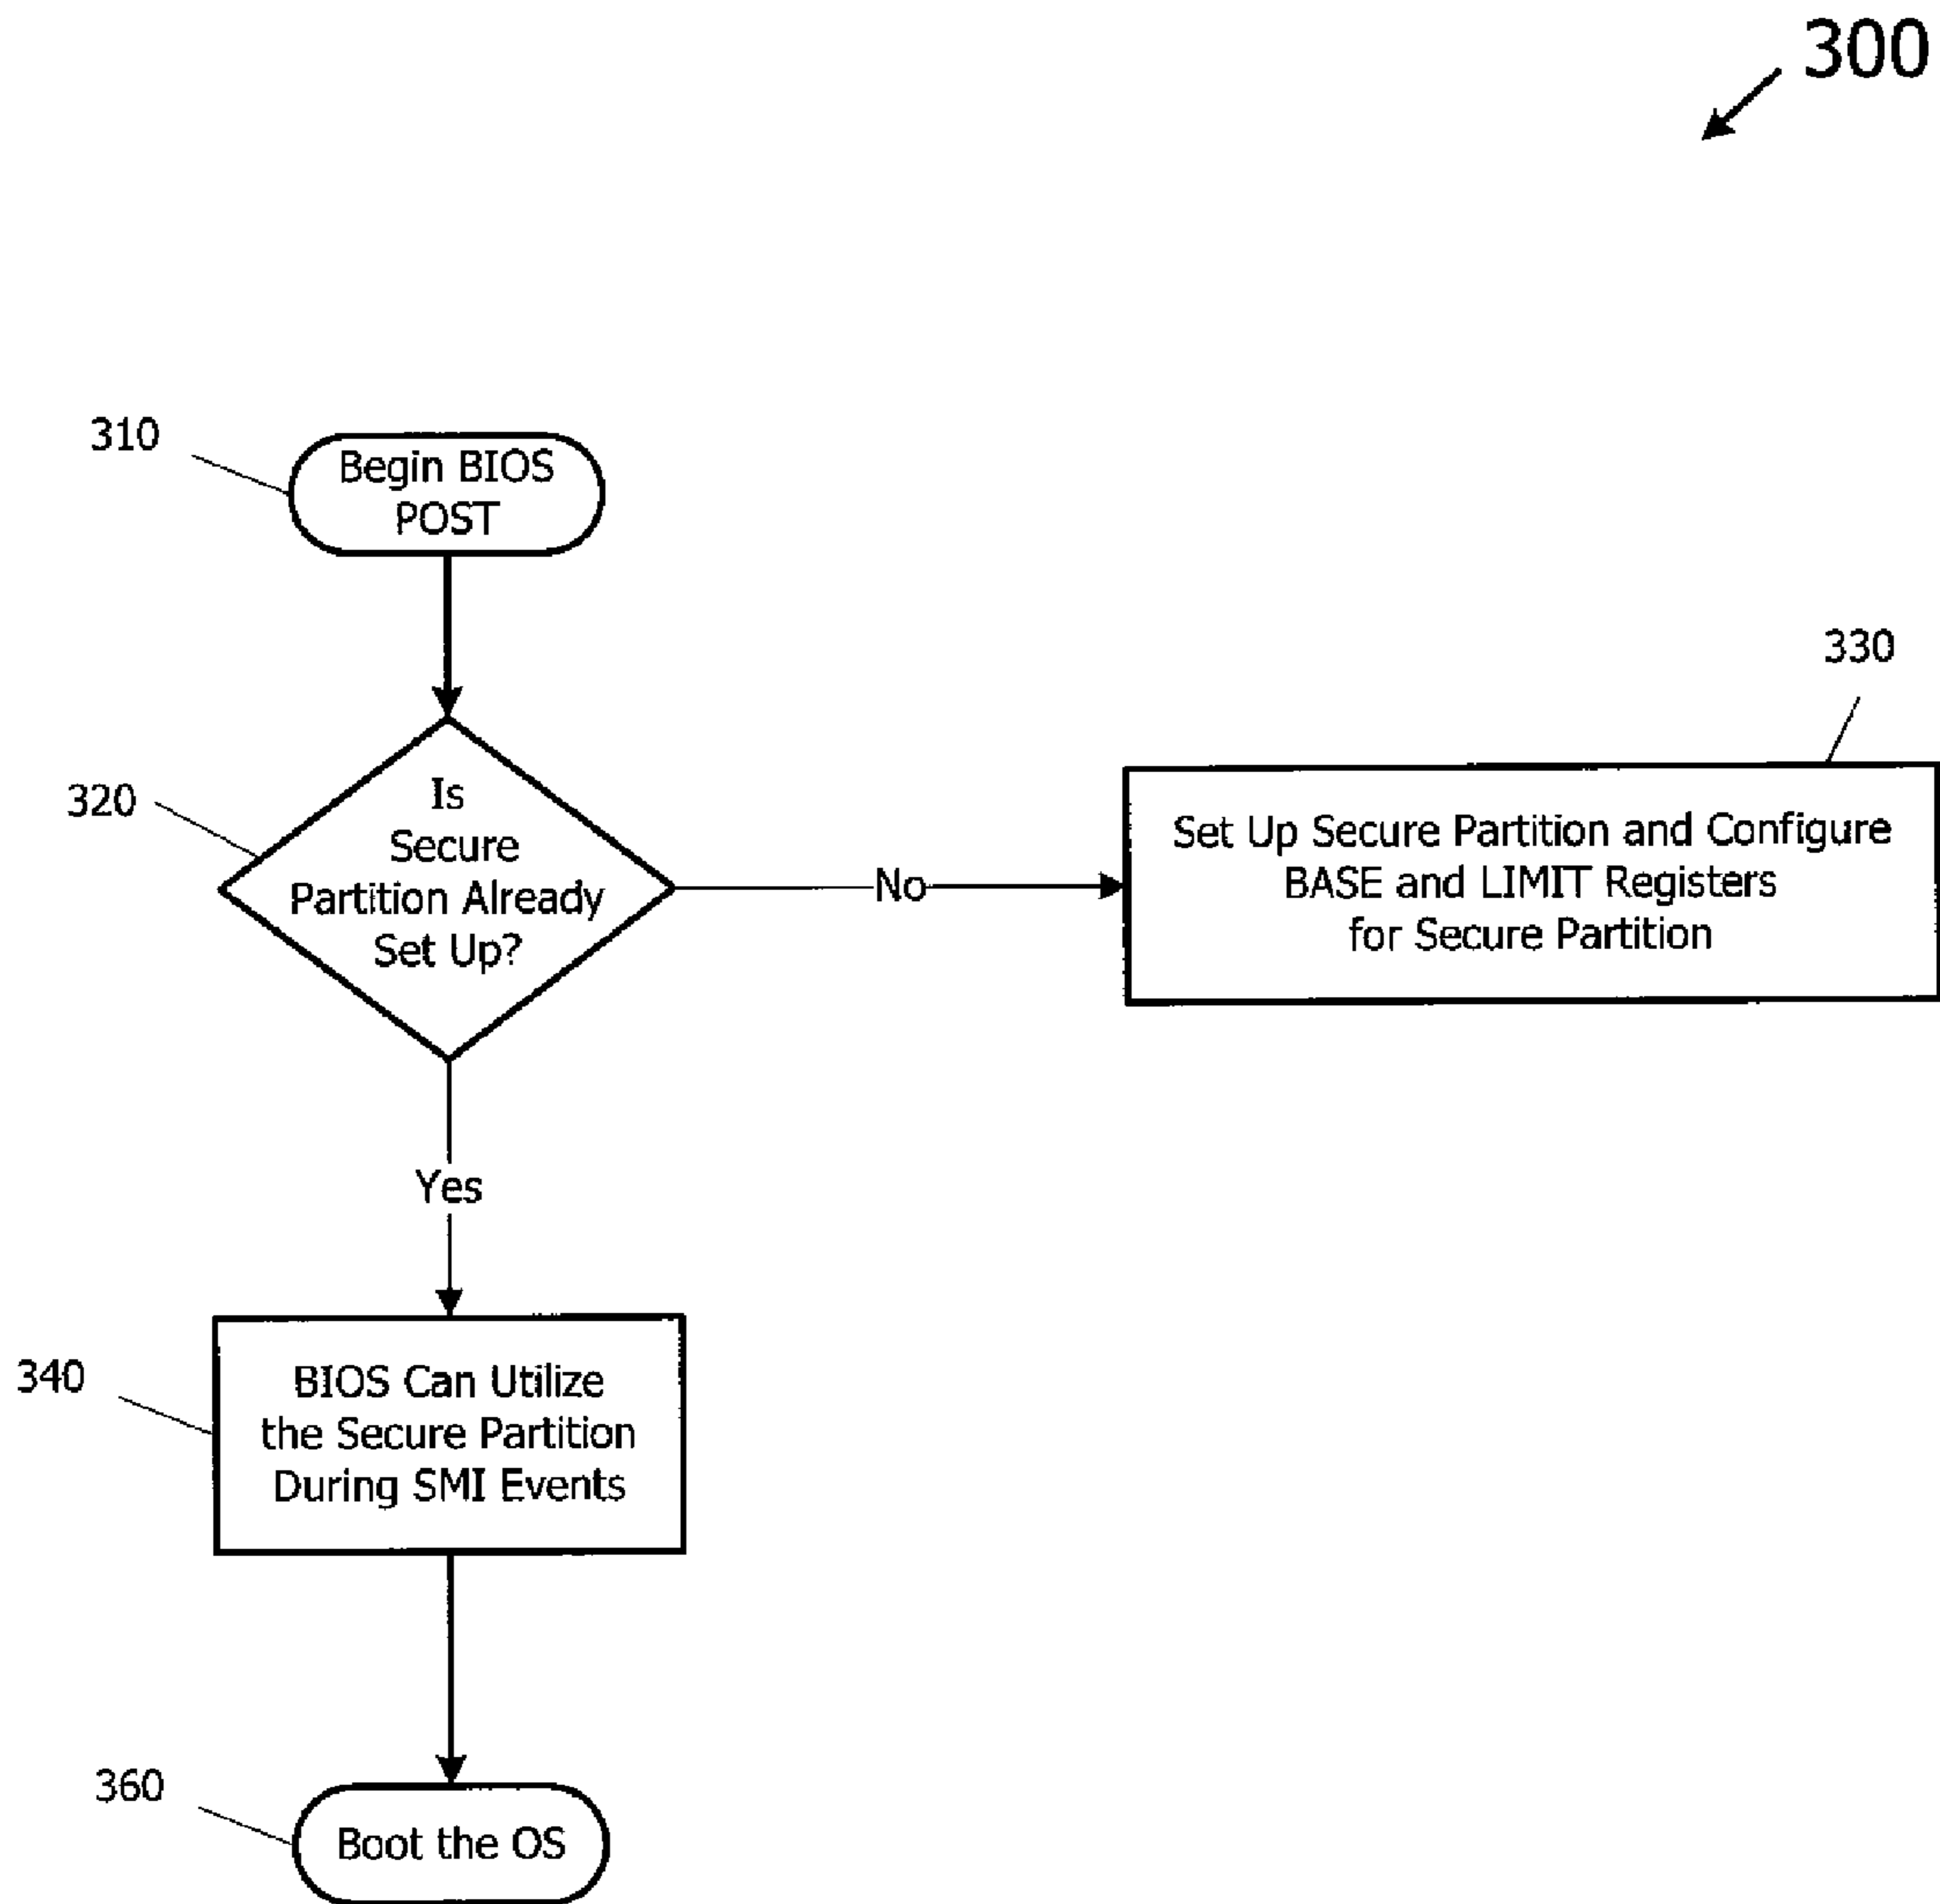 300
310
Begin BIOS
POST
330
320
Is
Secure
Partition Already
Set Up?
No
Set Up Secure Partition and Configure
BASE and LIMIT Registers
for Secure Partition
Yes
340
BIOS Can Utilize
the Secure Partition
During SMI Events
360
Boot the OS